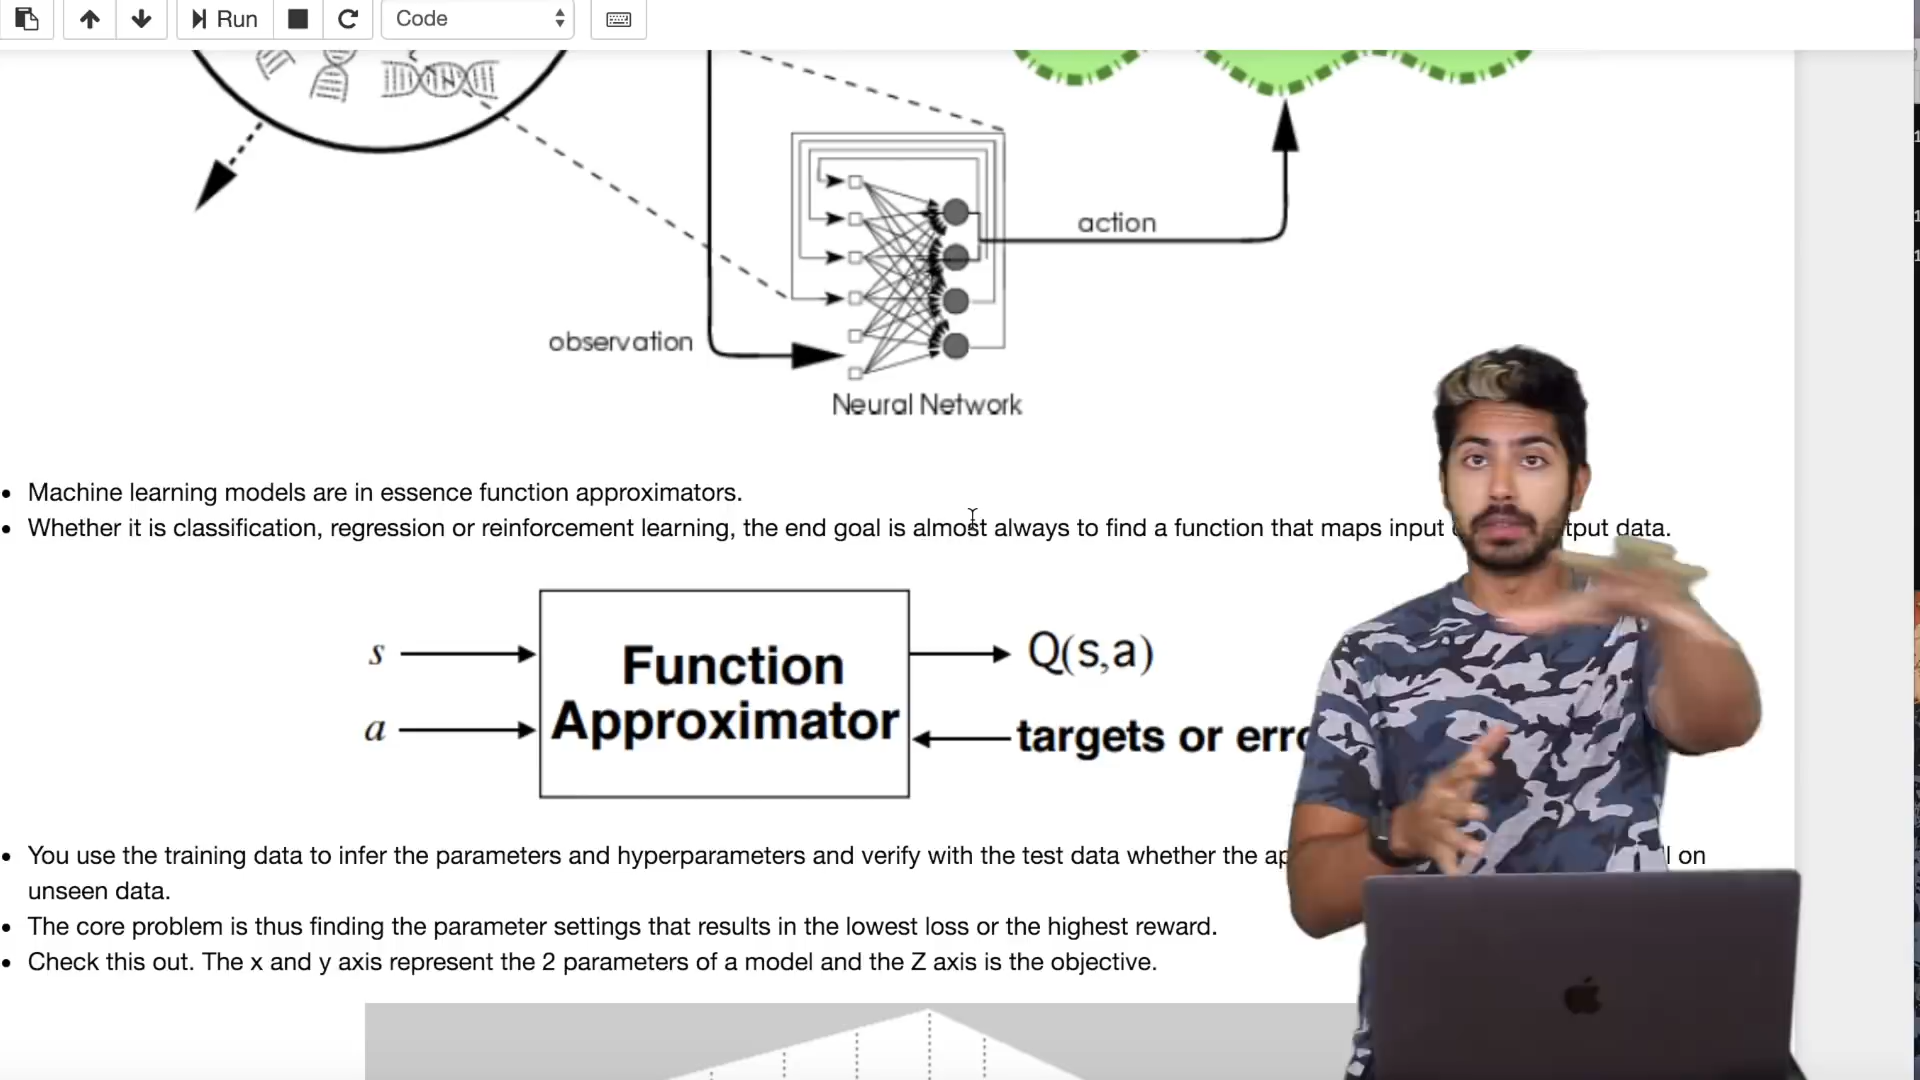 Run
Code
action
observation
Neural Network
Machine learning models are in essence function approximators.
Whether it is classification, regression or reinforcement learning, the end goal is almost always to find a function that maps input data.
s
Q(s,a)
Function
Approximator
a
targets or
You use the training data to infer the parameters and hyperparameters and verify with the test data whether the on
unseen data.
The core problem is thus finding the parameter settings that results in the lowest loss or the highest reward.
Check this out. The x and y axis represent the 2 parameters of a model and the Z axis is the objective.